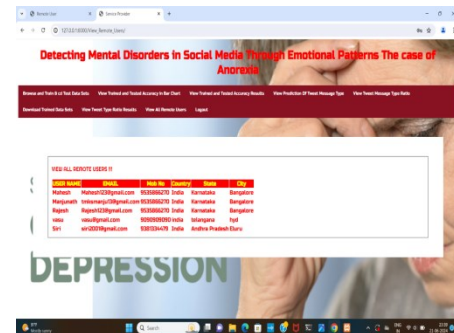 Remote User
Service Provider
127.0.0.1:8000/View_Remote_Users/
Detecting Mental Disorders in Social Media Through Emotional Patterns The case of
Anorexia
Browse and Train & Test Data Sets View Trained and Tested Accuracy in Bar Chart View Trained and Tested Accuracy Results View Prediction Of Tweet Message Type View Tweet Message Type Ratio
Download Trained Data Sets View Tweet Type Ratio Results View All Remote Users Logout
VIEW ALL REMOTE USERS !!!
USER NAME EMAIL Mob No Country State City
Mahesh Mahesh123@gmail.com 9535866270 India Karnataka Bangalore
Manjunath tmksmanju13@gmail.com 9535866270 India Karnataka Bangalore
Rajesh Rajesh123@gmail.com 9535866270 India Karnataka Bangalore
vasu vasu@gmail.com 9090909090 india telangana hyd
Siri siri2001@gmail.com 9381334479 India Andhra Pradesh Eluru
DEPRESSION
Search
ENG
IN